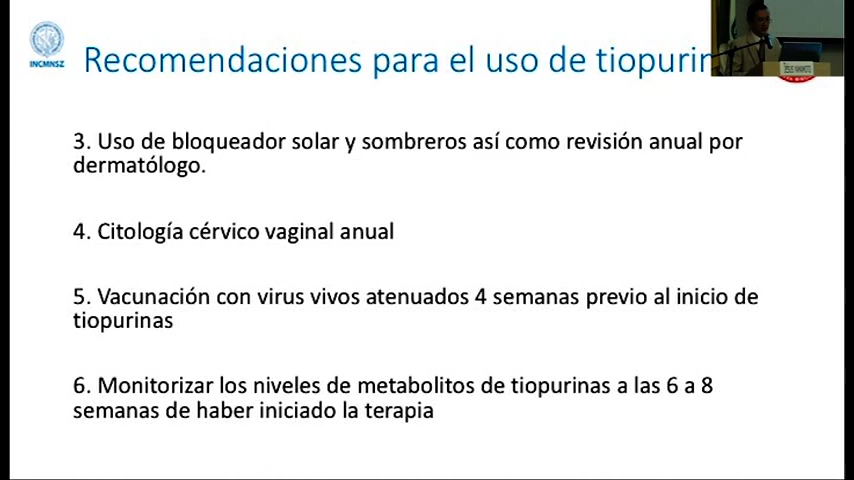 INCMNSZ
Recomendaciones para el uso de tiopurin
3. Uso de bloqueador solar y sombreros así como revisión anual por
dermatólogo.
4. Citología cérvico vaginal anual
5. Vacunación con virus vivos atenuados 4 semanas previo al inicio de
tiopurinas
6. Monitorizar los niveles de metabolitos de tiopurinas a las 6 a 8
semanas de haber iniciado la terapia